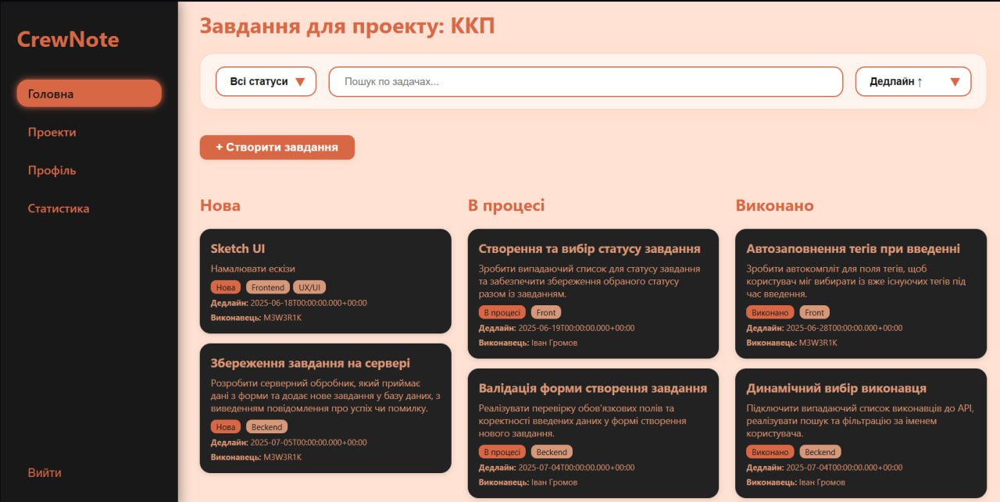 CrewNote
Головна
Проекти
Профіль
Статистика
Вийти
Завдання для проекту: ККП
Всі статуси ▼
Пошук по задачах...
Дедлайн ↑ ▼
+ Створити завдання
Нова
Sketch UI
Намалювати ескізи
Нова Frontend UX/UI
Дедлайн: 2025-06-18T00:00:00.000+00:00
Виконавець: M3W3R1K
Збереження завдання на сервері
Розробити серверний обробник, який приймає
дані з форми та додає нове завдання у базу даних, з
виведенням повідомлення про успіх чи помилку.
Нова Beckend
Дедлайн: 2025-07-05T00:00:00.000+00:00
Виконавець: M3W3R1K
В процесі
Створення та вибір статусу завдання
Зробити випадаючий список для статусу завдання
та забезпечити збереження обраного статусу
разом із завданням.
В процесі Front
Дедлайн: 2025-06-19T00:00:00.000+00:00
Виконавець: Іван Громов
Валідація форми створення завдання
Реалізувати перевірку обов'язкових полів та
коректності введених даних у формі створення
нового завдання.
В процесі Beckend
Дедлайн: 2025-07-04T00:00:00.000+00:00
Виконавець: Іван Громов
Виконано
Автозаповнення тегів при введенні
Зробити автокомпліт для поля тегів, щоб
користувач міг вибирати із вже існуючих тегів під
час введення.
Виконано Front
Дедлайн: 2025-06-28T00:00:00.000+00:00
Виконавець: M3W3R1K
Динамічний вибір виконавця
Підключити випадаючий список виконавців до API,
реалізувати пошук та фільтрацію за іменем
користувача.
Виконано Beckend
Дедлайн: 2025-07-04T00:00:00.000+00:00
Виконавець: Іван Громов